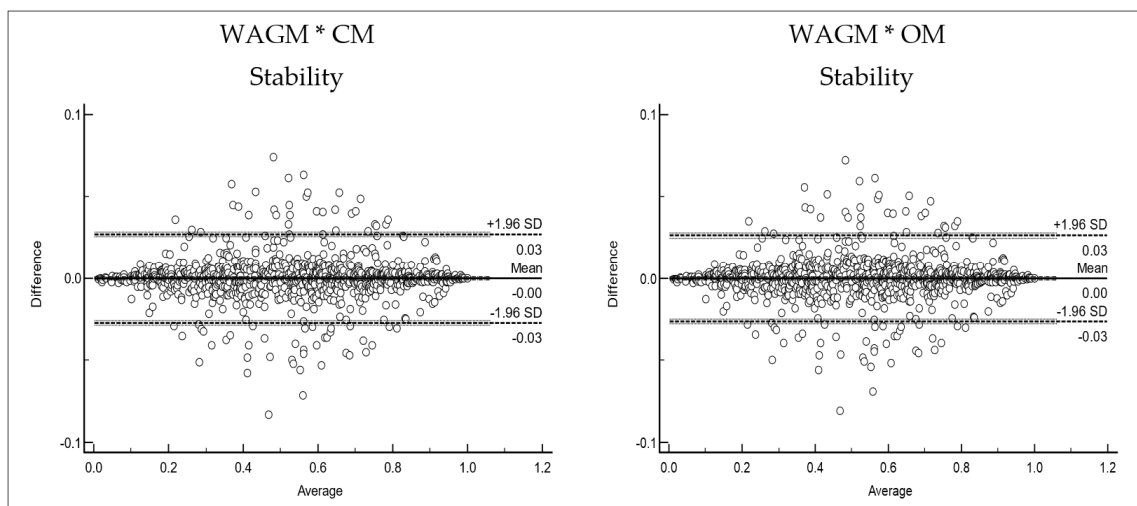 WAGM * CM
Stability
0.1
0.0
-0.1
Difference
+1.96 SD
0.03
Mean
-0.00
-1.96 SD
-0.03
0.0
0.2
0.4
0.6
0.8
1.0
1.2
Average
WAGM * OM
Stability
0.1
0.0
-0.1
Difference
+1.96 SD
0.03
Mean
0.00
-1.96 SD
-0.03
0.0
0.2
0.4
0.6
0.8
1.0
1.2
Average